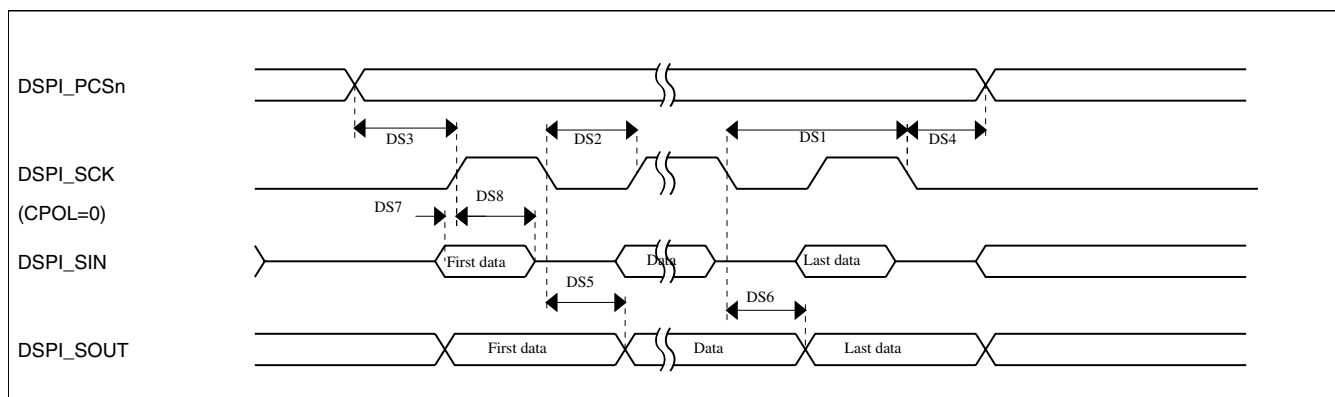 DSPI_PCSn
DS3
DS2
DS1
DS4
DSPI_SCK
(CPOL=0)
DS7
DS8
DSPI_SIN
First data
Data
Last data
DS5
DS6
DSPI_SOUT
First data
Data
Last data